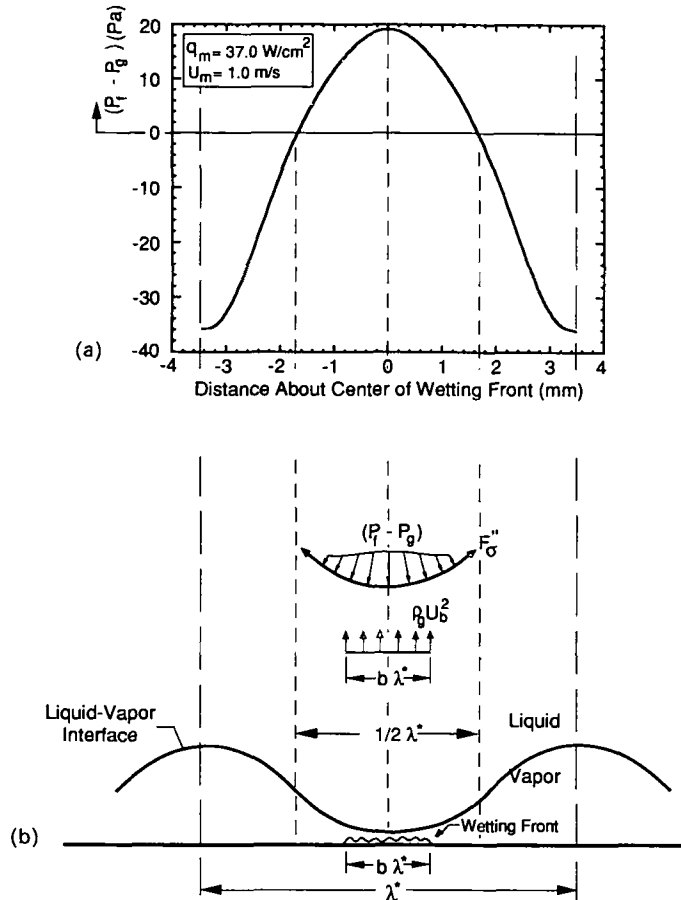 (P_f - P_g) (Pa)
20
10
0
-10
-20
-30
-40
q_m = 37.0 W/cm²
U_m = 1.0 m/s
-4 -3 -2 -1 0 1 2 3 4
Distance About Center of Wetting Front (mm)
(a)
(P_f - P_g)
F_σ"
ρ_g U_b²
b λ*
Liquid-Vapor
Interface
1/2 λ*
Liquid
Vapor
Wetting Front
(b)
b λ*
λ*